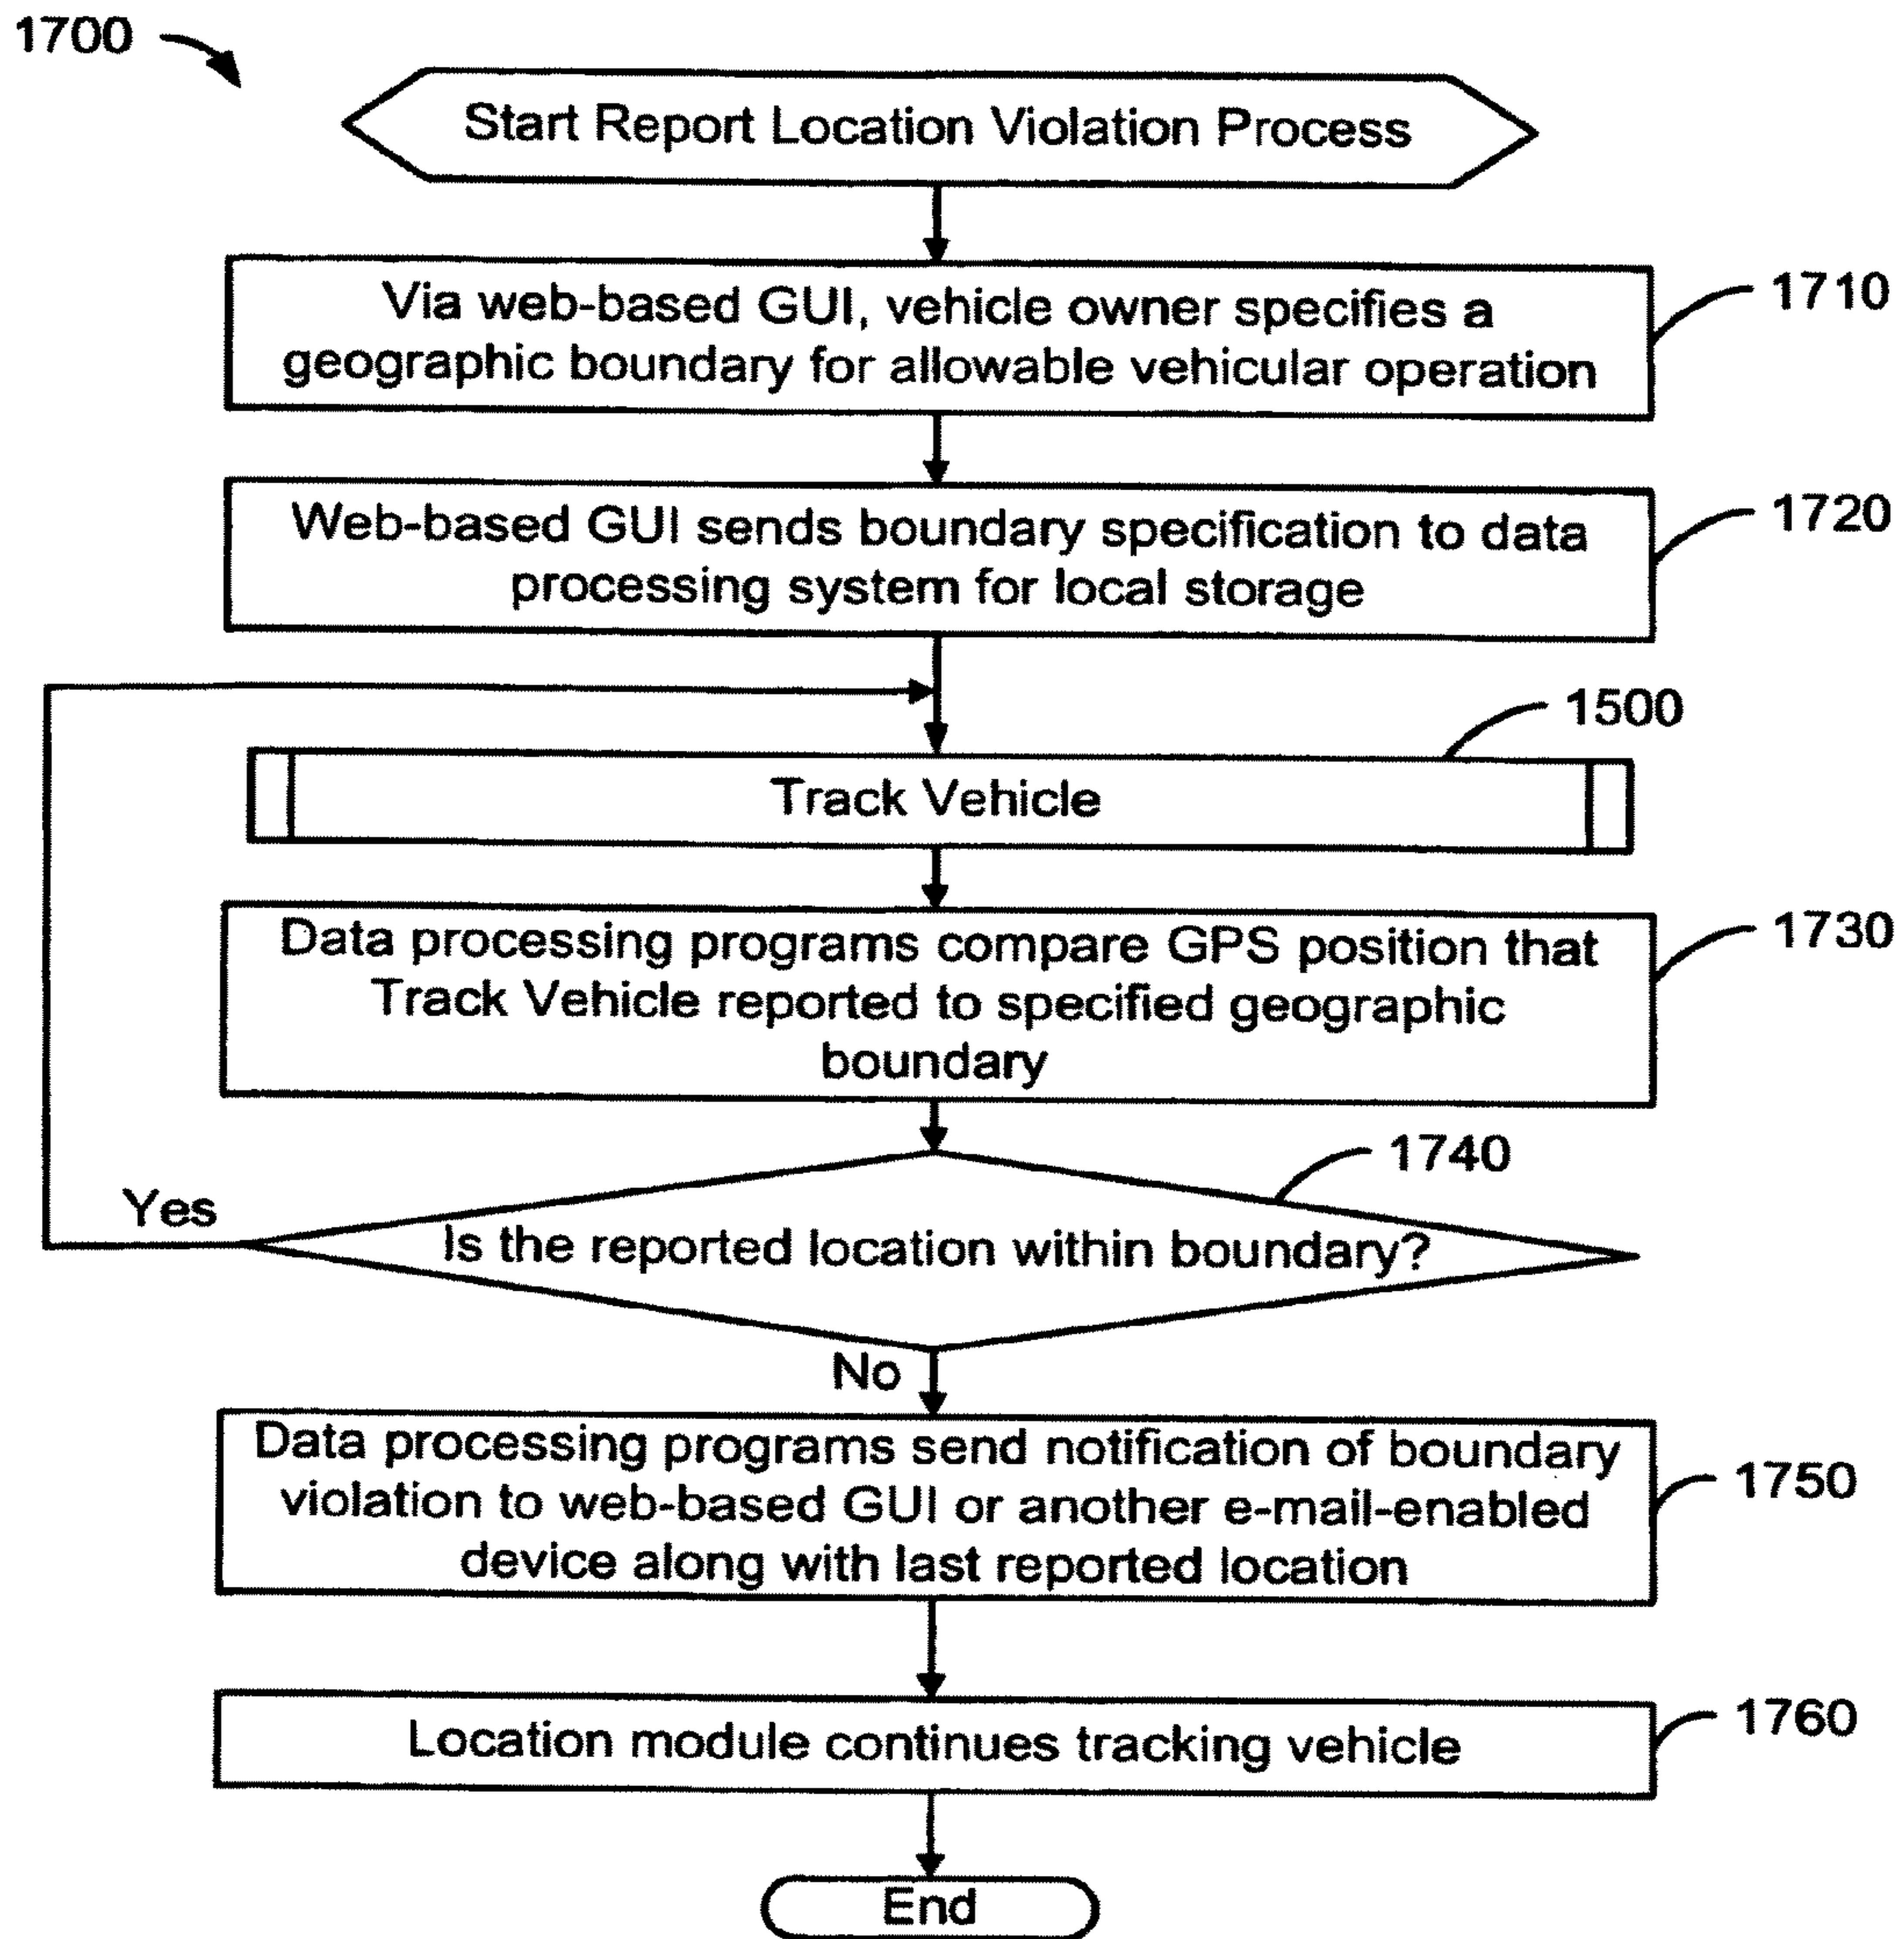 1700
Start Report Location Violation Process
Via web-based GUI, vehicle owner specifies a
geographic boundary for allowable vehicular operation
1710
Web-based GUI sends boundary specification to data
processing system for local storage
1720
1500
Track Vehicle
Data processing programs compare GPS position that
Track Vehicle reported to specified geographic
boundary
1730
1740
Yes
Is the reported location within boundary?
No
Data processing programs send notification of boundary
violation to web-based GUI or another e-mail-enabled
device along with last reported location
1750
Location module continues tracking vehicle
1760
End